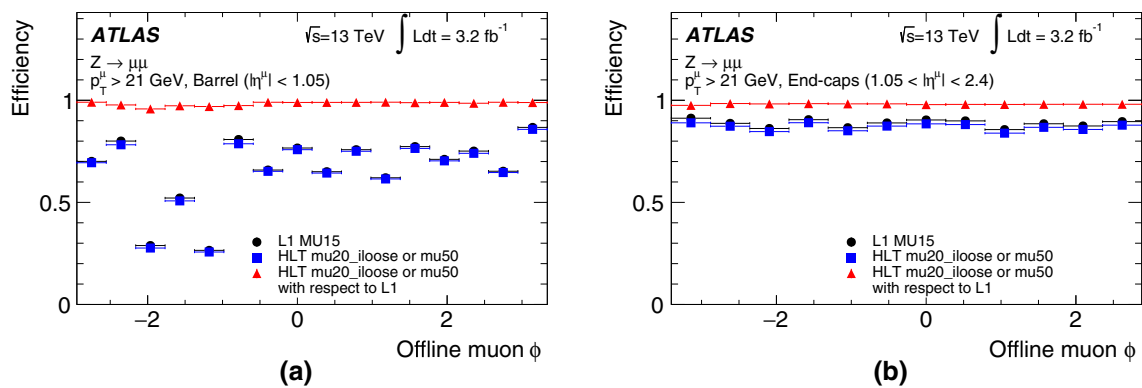 ATLAS √s=13 TeV ∫ Ldt = 3.2 fb⁻¹
Z → μμ
p_T^μ > 21 GeV, Barrel (|η^μ| < 1.05)
Efficiency
1
0.5
0
L1 MU15
HLT mu20_iloose or mu50
HLT mu20_iloose or mu50
with respect to L1
−2 0 2
Offline muon ϕ
(a)
ATLAS √s=13 TeV ∫ Ldt = 3.2 fb⁻¹
Z → μμ
p_T^μ > 21 GeV, End-caps (1.05 < |η^μ| < 2.4)
Efficiency
1
0.5
0
L1 MU15
HLT mu20_iloose or mu50
HLT mu20_iloose or mu50
with respect to L1
−2 0 2
Offline muon ϕ
(b)